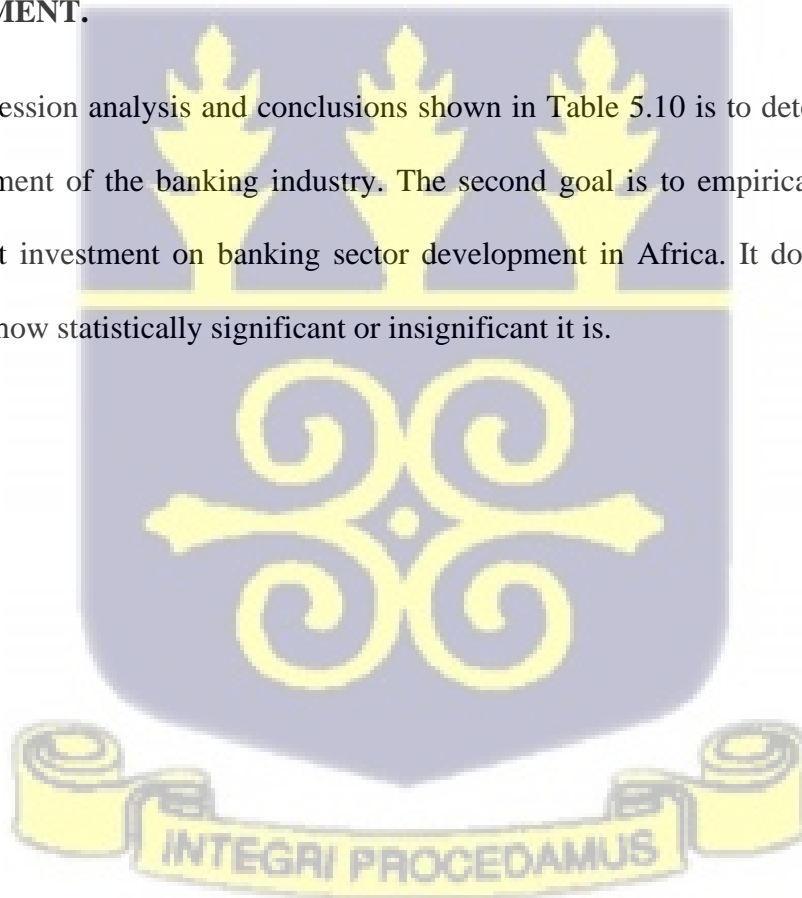 MENT.
ession analysis and conclusions shown in Table 5.10 is to dete
ment of the banking industry. The second goal is to empirica
t investment on banking sector development in Africa. It do
how statistically significant or insignificant it is.
INTEGRI PROCEDAMUS